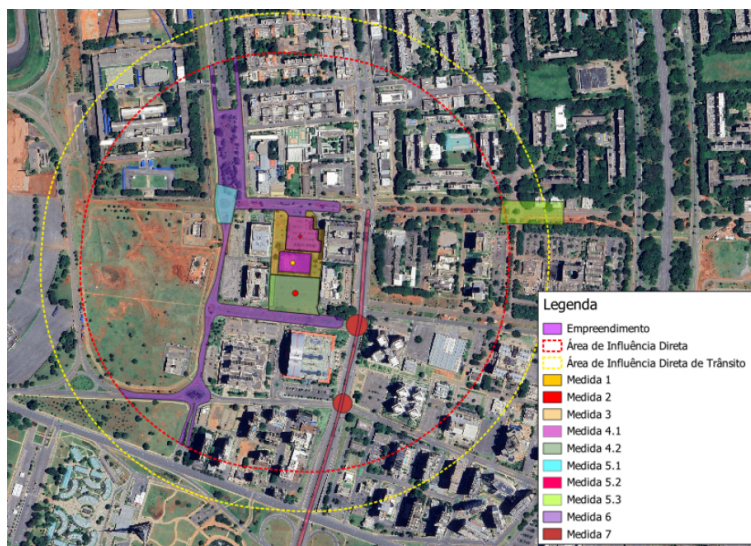 Legenda
Empreendimento
Área de Influência Direta
Área de Influência Direta de Trânsito
Medida 1
Medida 2
Medida 3
Medida 4.1
Medida 4.2
Medida 5.1
Medida 5.2
Medida 5.3
Medida 6
Medida 7